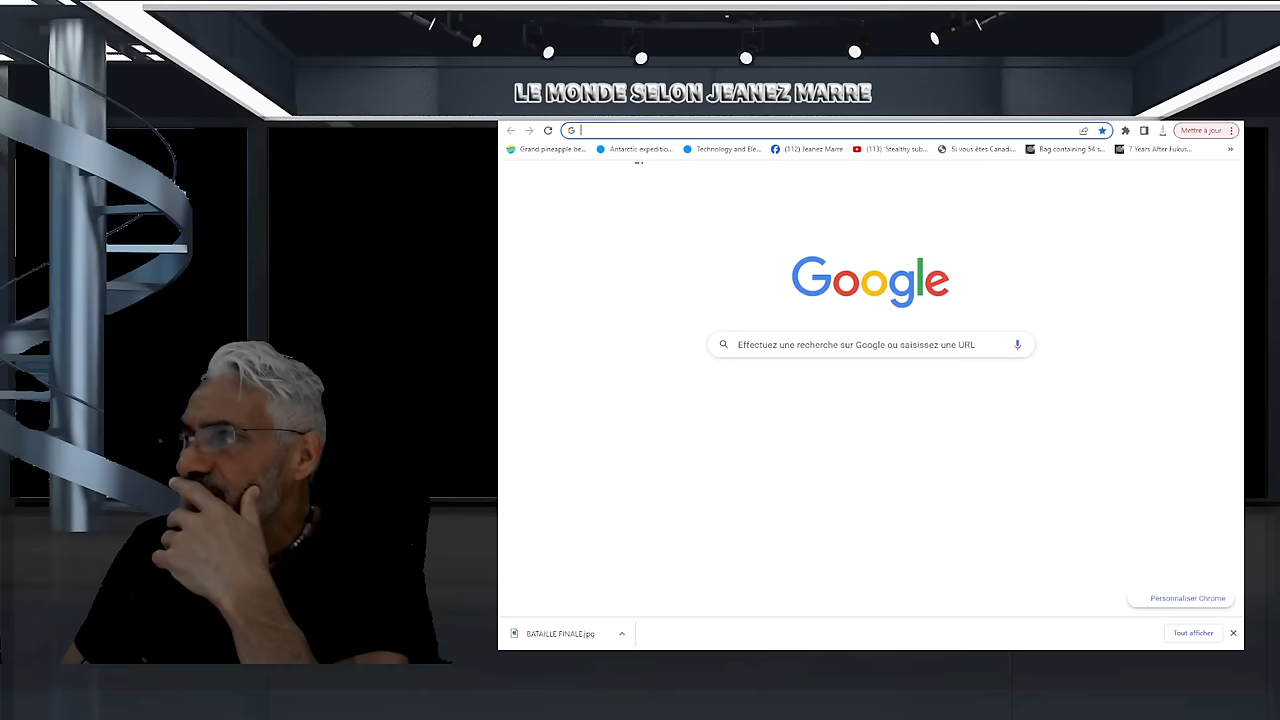 LE MONDE SELON JEANEZ MARRE
G
Mettre à jour
Grand pineapple be... Antarctic expeditio... Technology and Ele... (112) Jeanez Marre (113) 'Stealthy sub... Si vous êtes Canadi... Bag containing 54 s... 7 Years After Fukus... »
Google
Effectuez une recherche sur Google ou saisissez une URL
Personnaliser Chrome
BATAILLE FINALE.jpg
Tout afficher